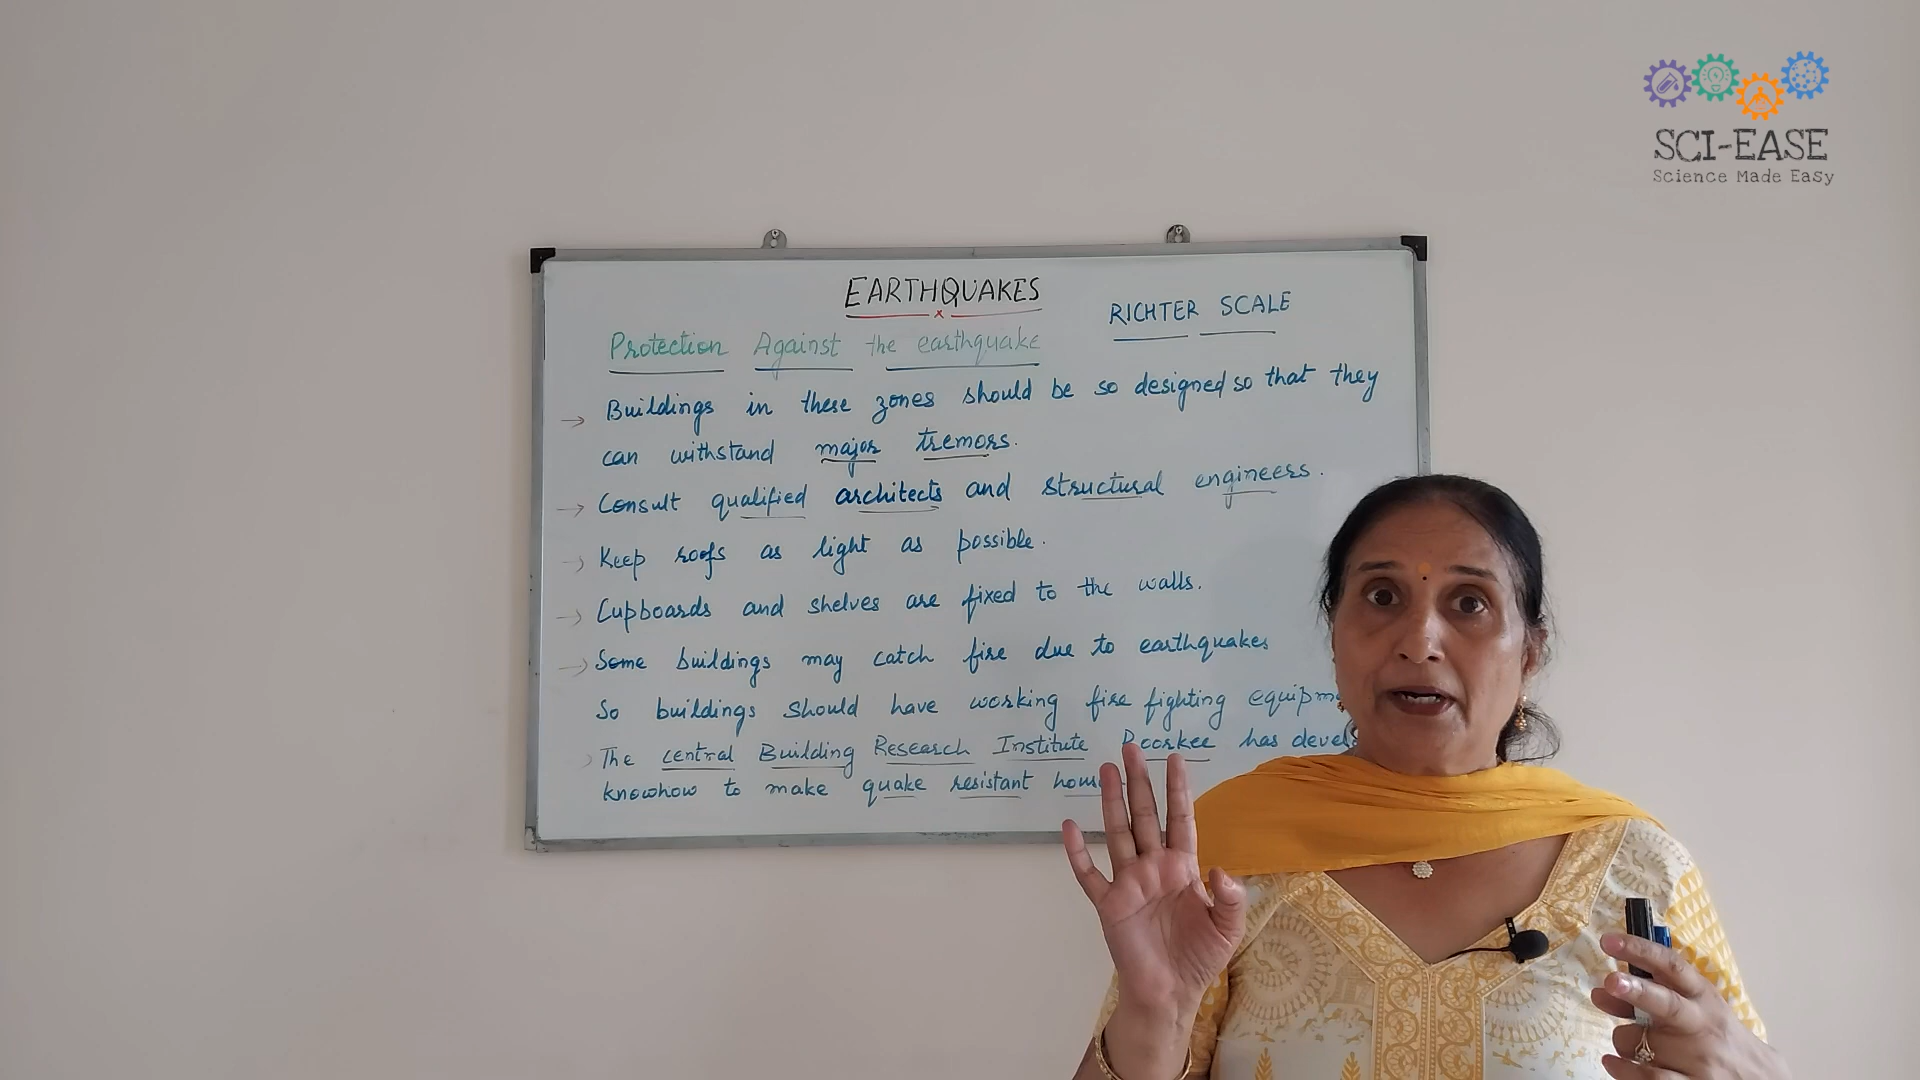 SCI-EASE
Science Made Easy
EARTHQUAKES
RICHTER SCALE
Protection Against the earthquake
→ Buildings in these zones should be so designed so that they
can withstand major tremors.
→ Consult qualified architects and structural engineers.
→ Keep roofs as light as possible.
→ Cupboards and shelves are fixed to the walls.
→ Some buildings may catch fire due to earthquakes
So buildings should have working fire fighting
The central Building Research Institute Roorkee has
knowhow to make quake resistant